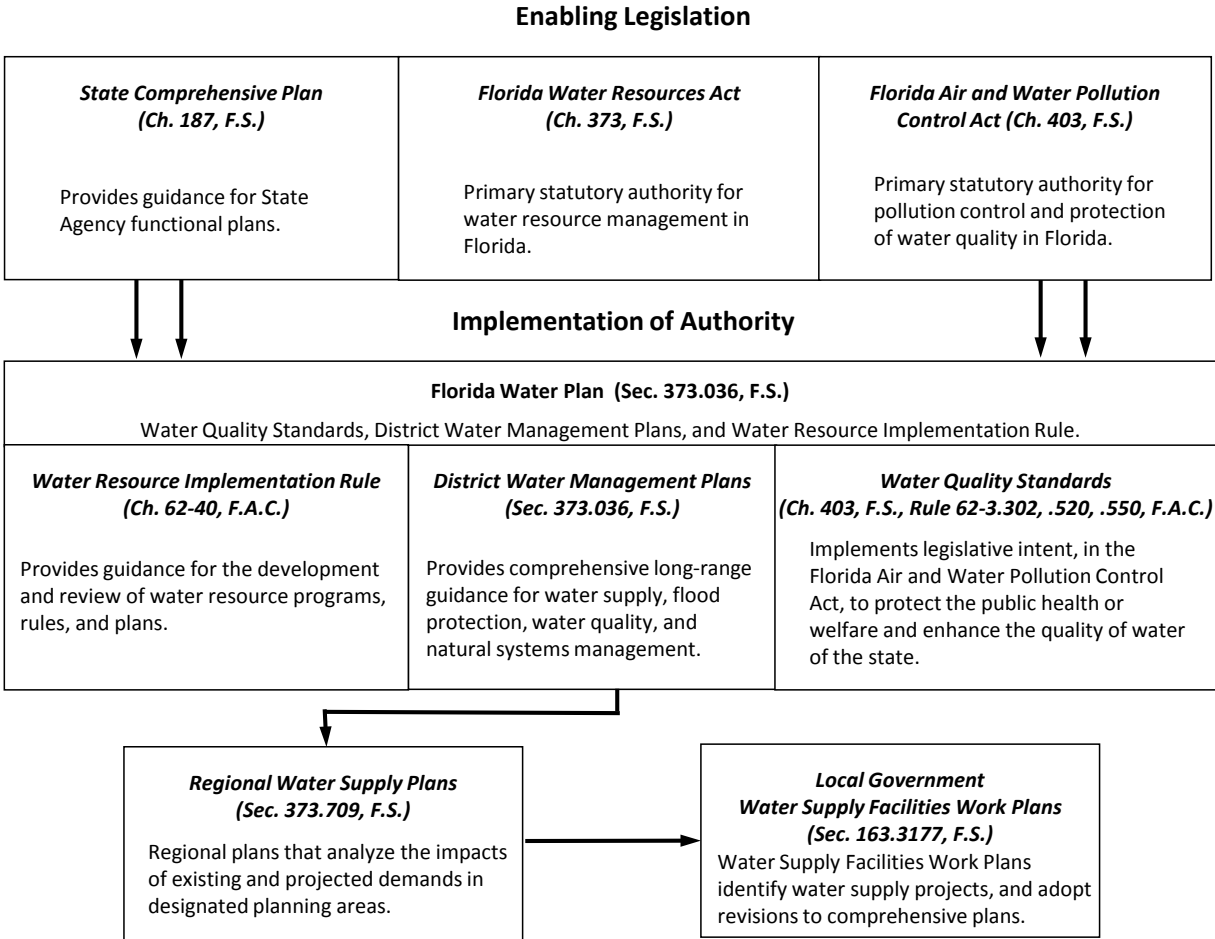 Enabling Legislation
State Comprehensive Plan
(Ch. 187, F.S.)
Provides guidance for State
Agency functional plans.
Florida Water Resources Act
(Ch. 373, F.S.)
Primary statutory authority for
water resource management in
Florida.
Florida Air and Water Pollution
Control Act (Ch. 403, F.S.)
Primary statutory authority for
pollution control and protection
of water quality in Florida.
Implementation of Authority
Florida Water Plan (Sec. 373.036, F.S.)
Water Quality Standards, District Water Management Plans, and Water Resource Implementation Rule.
Water Resource Implementation Rule
(Ch. 62-40, F.A.C.)
Provides guidance for the development
and review of water resource programs,
rules, and plans.
District Water Management Plans
(Sec. 373.036, F.S.)
Provides comprehensive long-range
guidance for water supply, flood
protection, water quality, and
natural systems management.
Water Quality Standards
(Ch. 403, F.S., Rule 62-3.302, .520, .550, F.A.C.)
Implements legislative intent, in the
Florida Air and Water Pollution Control
Act, to protect the public health or
welfare and enhance the quality of water
of the state.
Regional Water Supply Plans
(Sec. 373.709, F.S.)
Regional plans that analyze the impacts
of existing and projected demands in
designated planning areas.
Local Government
Water Supply Facilities Work Plans
(Sec. 163.3177, F.S.)
Water Supply Facilities Work Plans
identify water supply projects, and adopt
revisions to comprehensive plans.